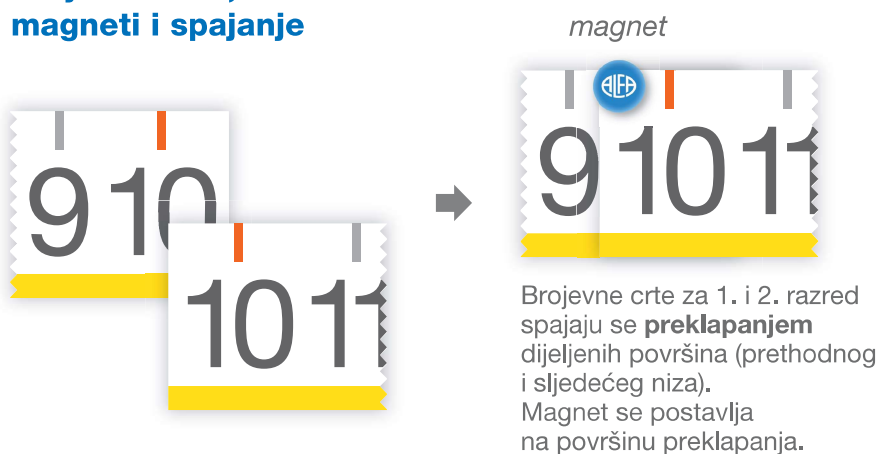 magneti i spajanje
magnet
9 10
10 11
ALFA
9 10 11
Brojevne crte za 1. i 2. razred
spajaju se preklapanjem
dijeljenih površina (prethodnog
i sljedećeg niza).
Magnet se postavlja
na površinu preklapanja.